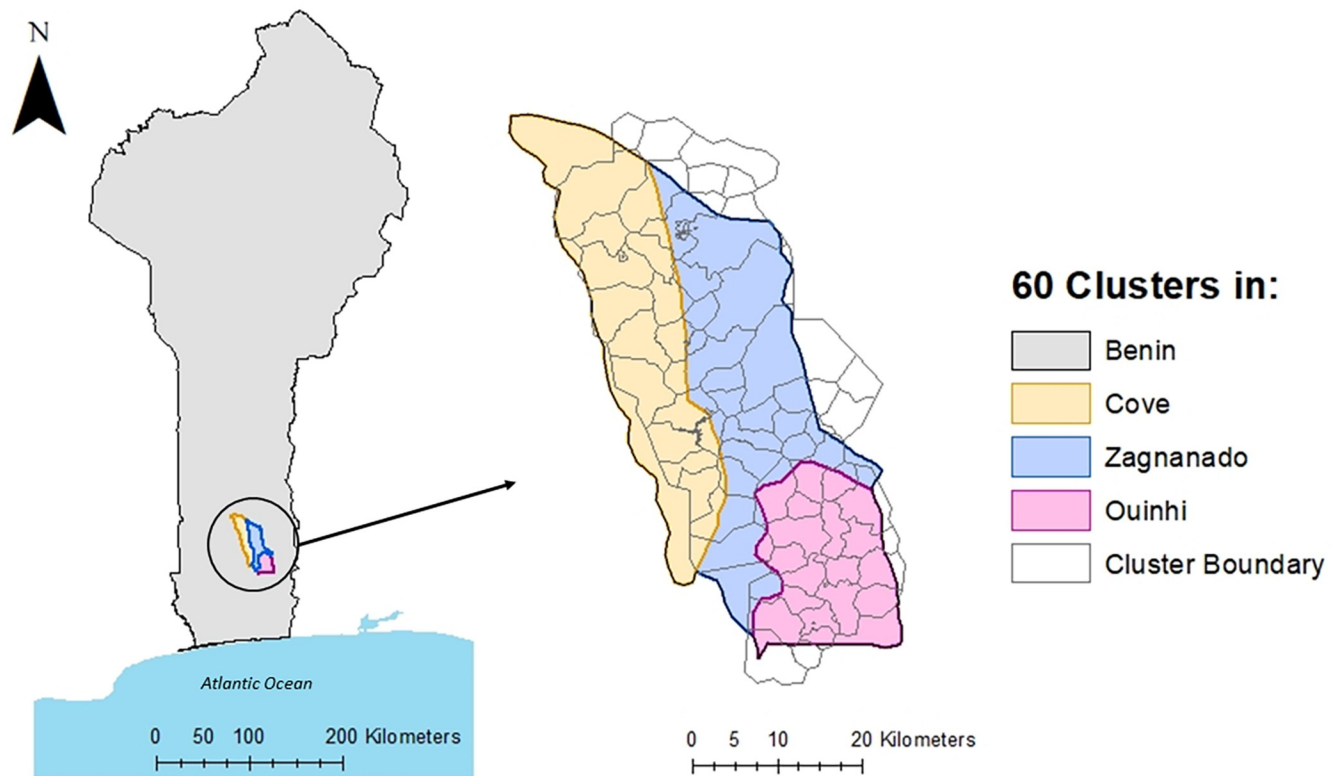 N
60 Clusters in:
Benin
Cove
Zagnanado
Ouinhi
Cluster Boundary
Atlantic Ocean
0 50 100 200 Kilometers
0 5 10 20 Kilometers